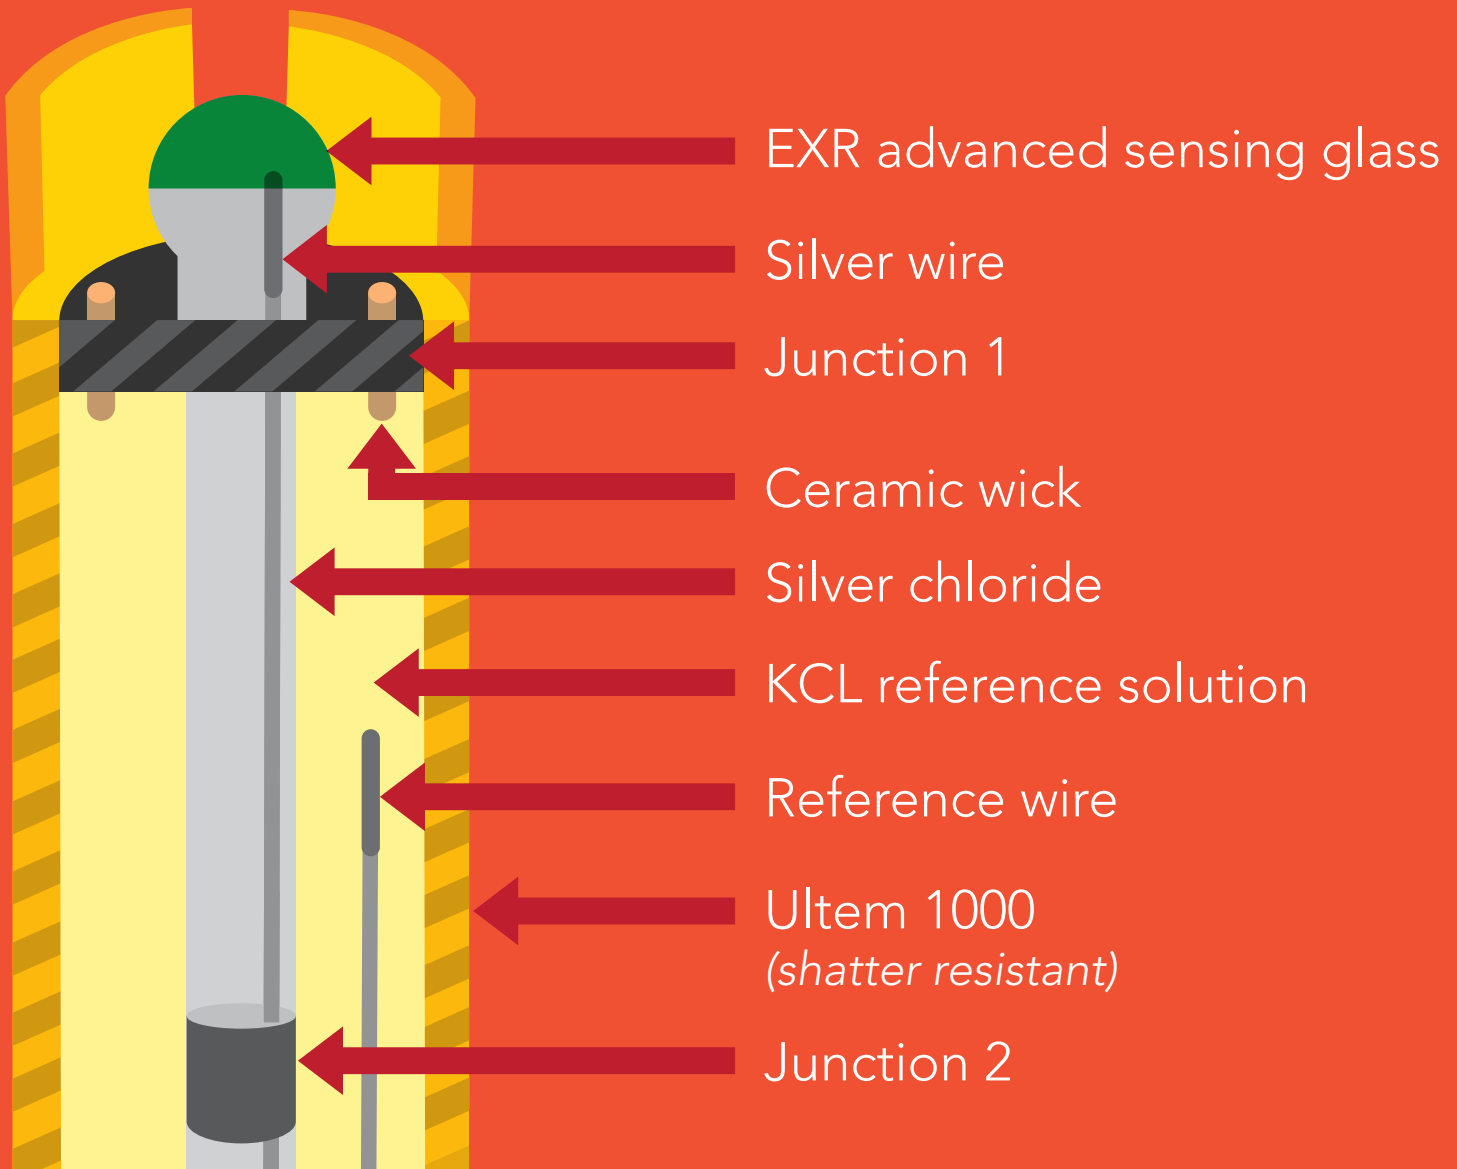 EXR advanced sensing glass
Silver wire
Junction 1
Ceramic wick
Silver chloride
KCL reference solution
Reference wire
Ultem 1000
(shatter resistant)
Junction 2